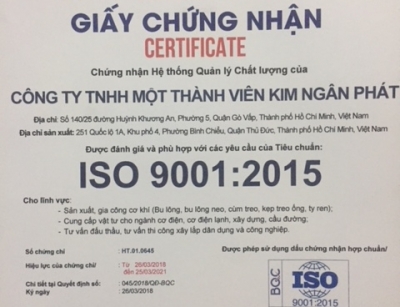 GIẤY CHỨNG NHẬN
CERTIFICATE
Chứng nhận Hệ thống Quản lý Chất lượng của
CÔNG TY TNHH MỘT THÀNH VIÊN KIM NGÂN PHÁT
Địa chỉ: Số 140/25 đường Huỳnh Khương An, Phường 5, Quận Gò Vấp, Thành phố Hồ Chí Minh, Việt Nam
Địa chỉ sản xuất: 251 Quốc lộ 1A, Khu phố 4, Phường Bình Chiểu, Quận Thủ Đức, Thành phố Hồ Chí Minh, Việt Nam
Được đánh giá và phù hợp với các yêu cầu của Tiêu chuẩn:
ISO 9001:2015
Cho lĩnh vực:
- Sản xuất, gia công cơ khí (Bu lông, bu lông neo, cùm treo, kẹp treo ống, ty ren);
- Cung cấp vật tư cho ngành cơ điện, cơ điện lạnh, xây dựng, cầu đường;
- Tư vấn đấu thầu, tư vấn thi công xây lắp dân dụng và công nghiệp.
Số chứng chỉ : HT.01.0645
Được phép sử dụng dấu chứng nhận hợp chuẩn/
Hiệu lực của chứng chỉ : Từ 26/03/2018
đến 25/03/2021
Chi tiết tại Quyết định số: 045/2018/QĐ-BQC
Ký ngày : 26/03/2018
BQC
ISO
9001:2015